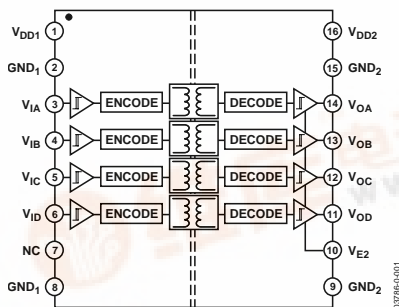 VDD1 1 16 VDD2
GND1 2 15 GND2
VIA 3 ENCODE DECODE 14 VOA
VIB 4 ENCODE DECODE 13 VOB
VIC 5 ENCODE DECODE 12 VOC
VID 6 ENCODE DECODE 11 VOD
NC 7 10 VE2
GND1 8 9 GND2
03786-0-001